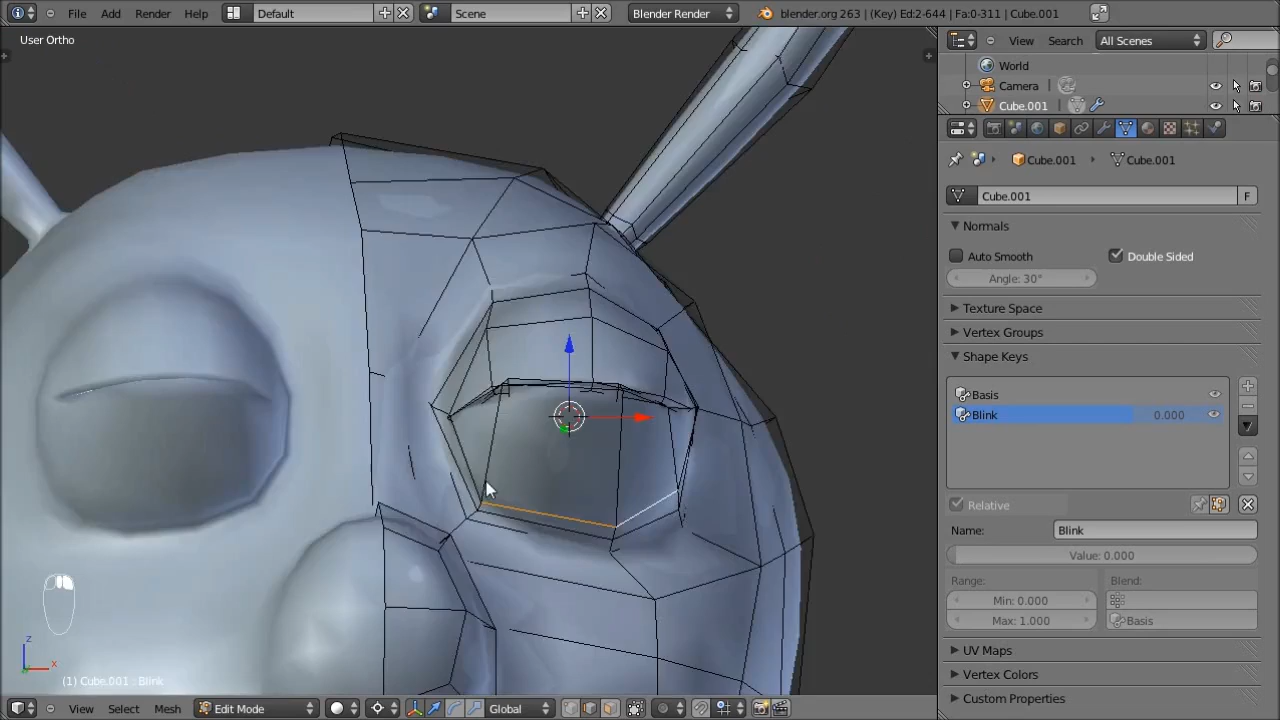 File Add Render Help Default Scene Blender Render blender.org 263 | (Key) Ed:2-644 | Fa:0-311 | Cube.001
User Ortho
View Search All Scenes
World
Camera
Cube.001
Cube.001 Cube.001
Cube.001 F
Normals
Auto Smooth Double Sided
Angle: 30°
Texture Space
Vertex Groups
Shape Keys
Basis
Blink 0.000
Relative
Name: Blink
Value: 0.000
Range: Blend:
Min: 0.000
Max: 1.000 Basis
UV Maps
Vertex Colors
Custom Properties
z
x
(1) Cube.001 : Blink
View Select Mesh Edit Mode Global